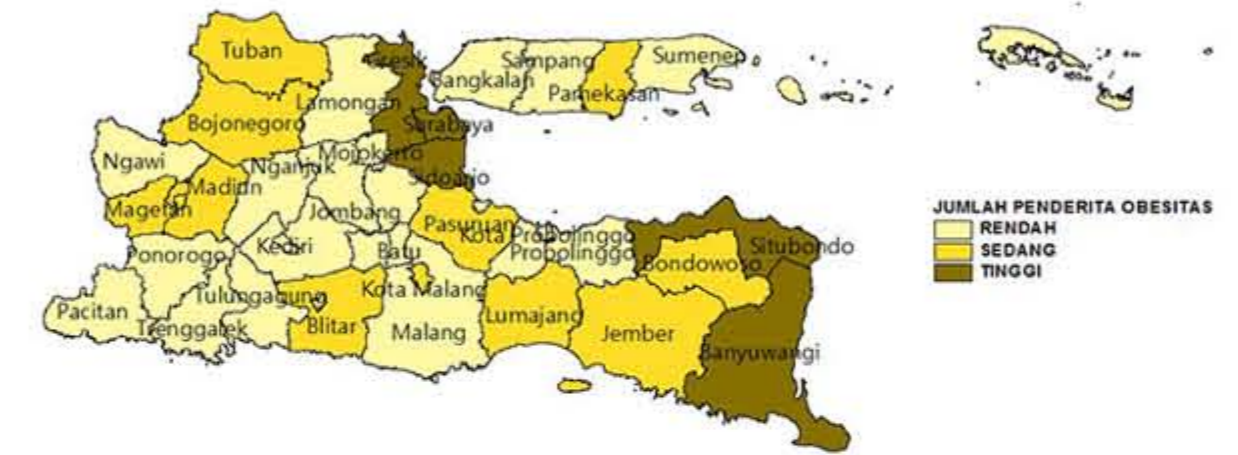 Tuban
Gresik
Sampang
Sumenep
Bangkalan
Lamongan
Pamekasan
Bojonegoro
Surabaya
Ngawi
Mojokerto
Nganjuk
Sidoarjo
Madiun
Magetan
Jombang
Pasuruan
Kota Probolinggo
Probolinggo
Ponorogo
Kediri
Batu
Situbondo
Bondowoso
Tulungagung
Kota Malang
Pacitan
Trenggalek
Blitar
Malang
Lumajang
Jember
Banyuwangi
JUMLAH PENDERITA OBESITAS
RENDAH
SEDANG
TINGGI